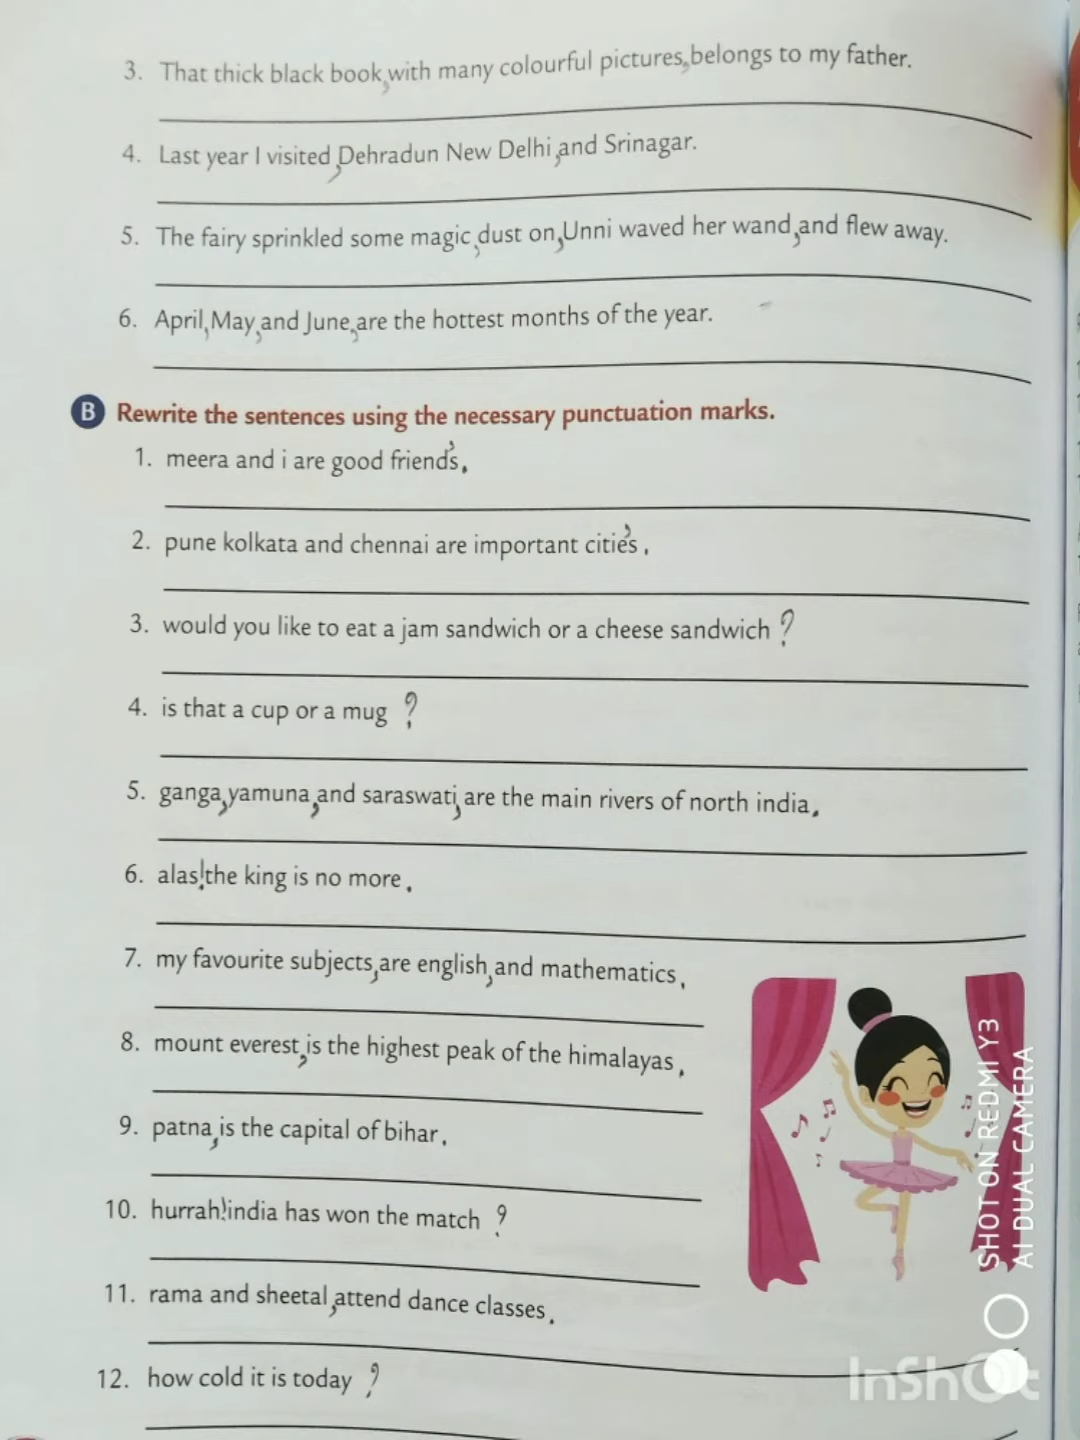 3. That thick black book,with many colourful pictures,belongs to my father.
4. Last year I visited,Dehradun New Delhi,and Srinagar.
5. The fairy sprinkled some magic,dust on,Unni waved her wand,and flew away.
6. April,May,and June,are the hottest months of the year.
B Rewrite the sentences using the necessary punctuation marks.
1. meera and i are good friend's.
2. pune kolkata and chennai are important citie's.
3. would you like to eat a jam sandwich or a cheese sandwich ?
4. is that a cup or a mug ?
5. ganga,yamuna,and saraswati,are the main rivers of north india.
6. alas!the king is no more.
7. my favourite subjects,are english,and mathematics.
8. mount everest,is the highest peak of the himalayas.
9. patna,is the capital of bihar.
10. hurrah!india has won the match ?
11. rama and sheetal,attend dance classes.
12. how cold it is today ?
SHOT ON REDMI Y3
AI DUAL CAMERA
InShOt